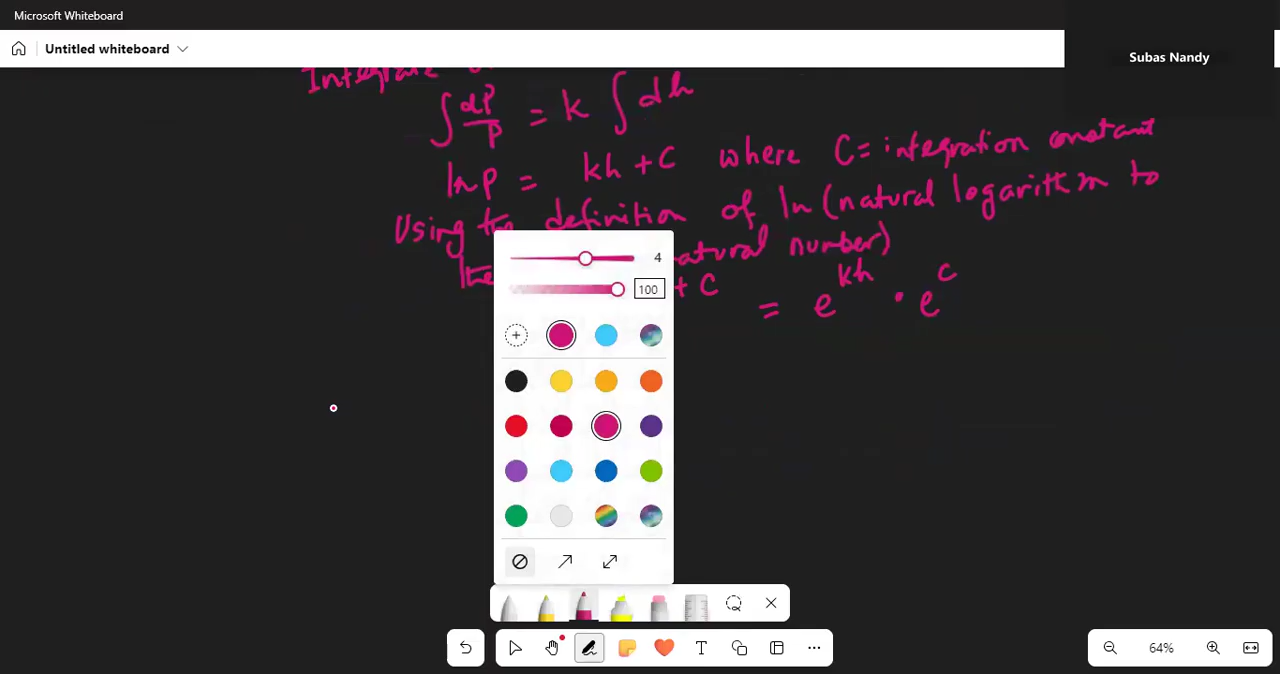 Microsoft Whiteboard
Untitled whiteboard
Subas Nandy
Integrate
∫ dP/P = k ∫ dh
ln P = kh + C where C = integration constant
Using the definition of ln (natural logarithm to
the natural number)
+ C = e^kh · e^C
4
100
64%